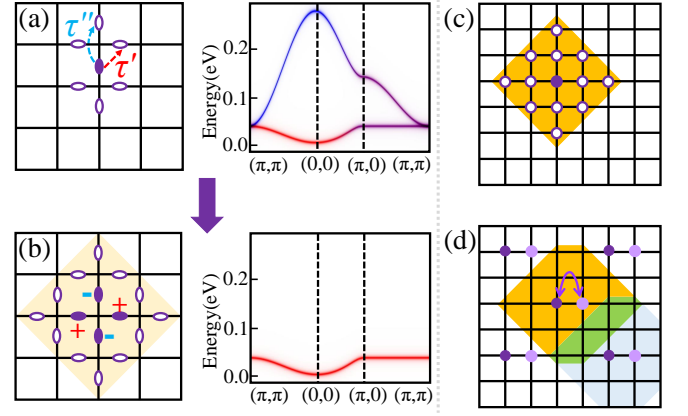 (a)
τ''
τ'
Energy(eV)
0.2
0.1
0.0
(π,π) (0,0) (π,0) (π,π)
(b)
-
+
+
-
Energy(eV)
0.2
0.1
0.0
(π,π) (0,0) (π,0) (π,π)
(c)
(d)